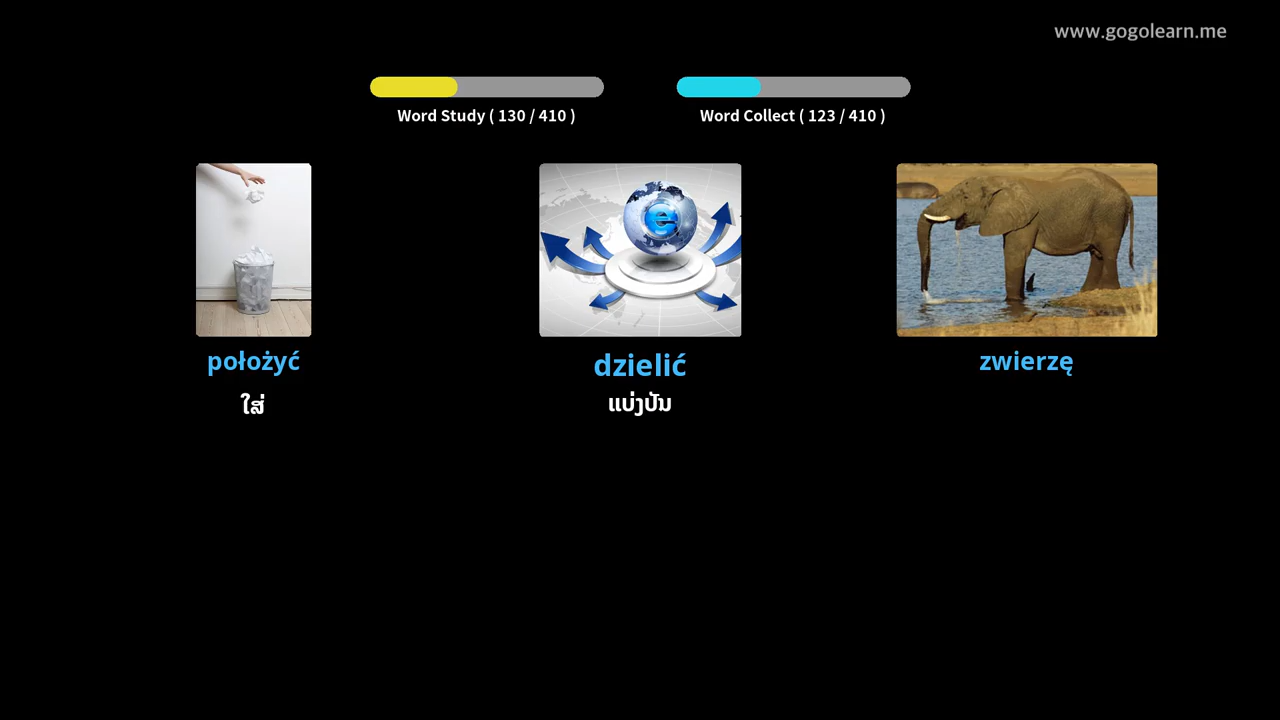 www.gogolearn.me
Word Study ( 130 / 410 )
Word Collect ( 123 / 410 )
e
położyć
dzielić
zwierzę
ໃສ່
ແບ່ງປັນ